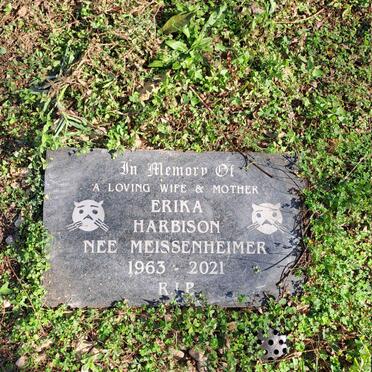 In Memory Of
A LOVING WIFE & MOTHER
ERIKA
HARBISON
NEE MEISSENHEIMER
1963 - 2021
R.I.P